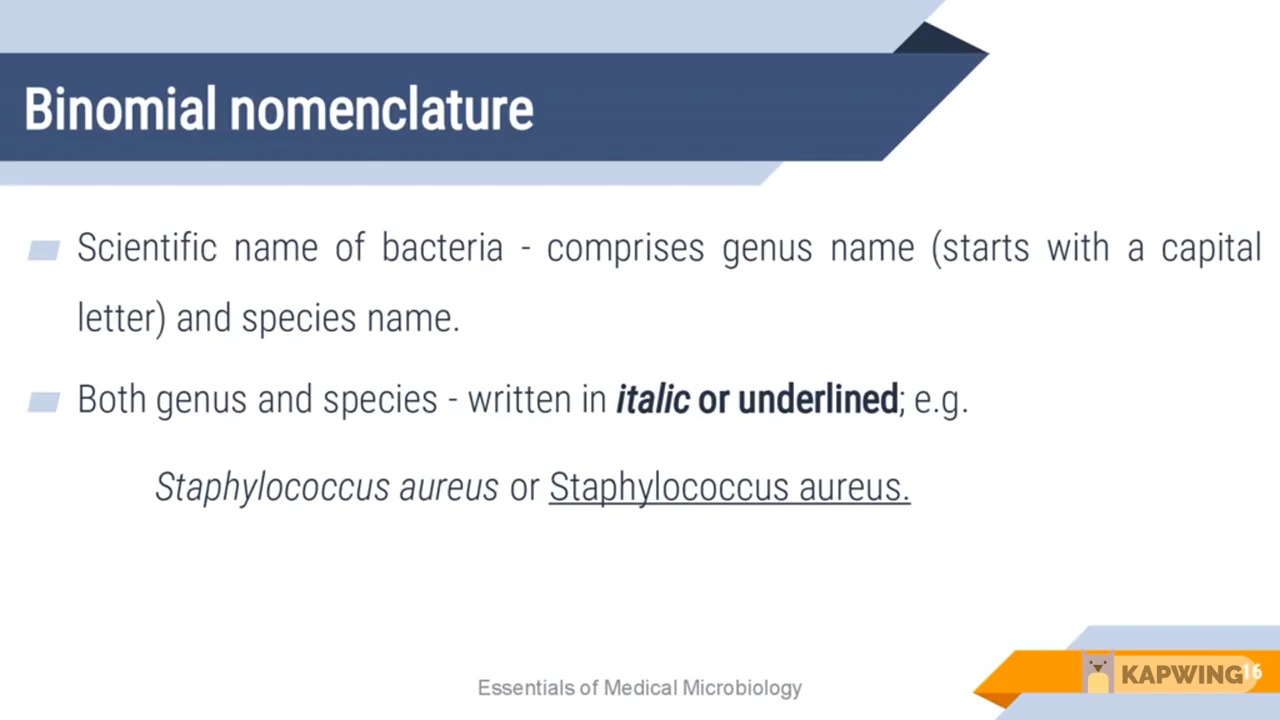 Binomial nomenclature
Scientific name of bacteria - comprises genus name (starts with a capital
letter) and species name.
Both genus and species - written in italic or underlined; e.g.
Staphylococcus aureus or Staphylococcus aureus.
Essentials of Medical Microbiology
KAPWING
16